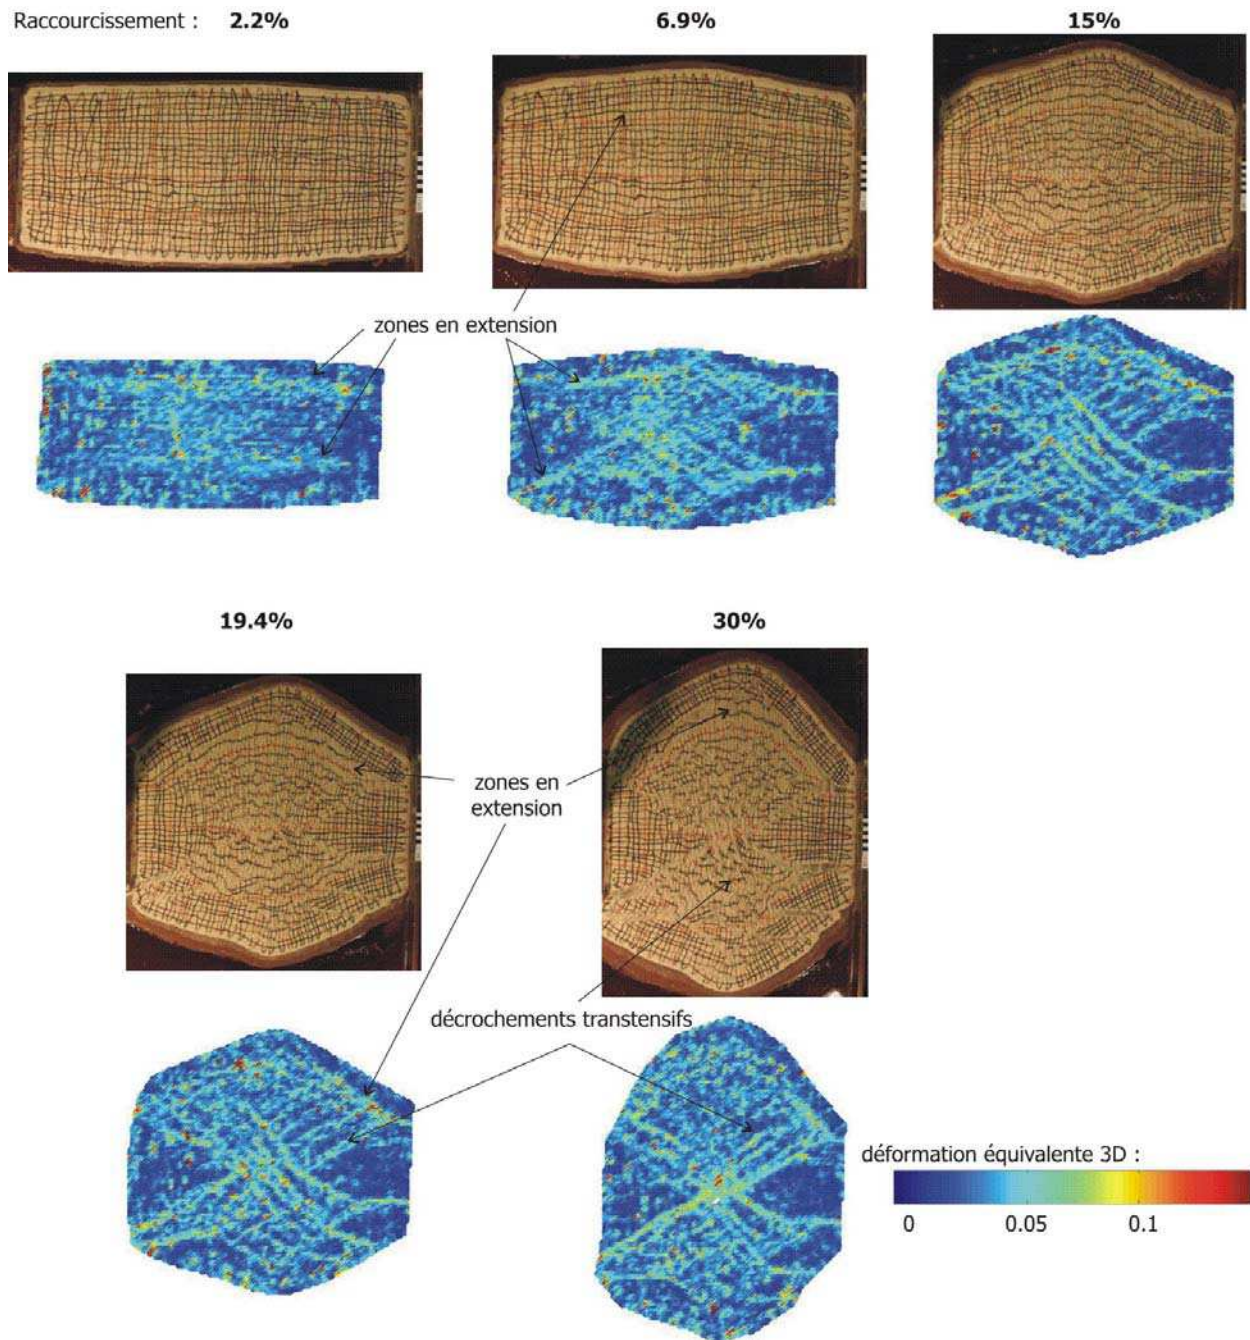 Raccourcissement : 2.2% 6.9% 15%
zones en extension
19.4% 30%
zones en
extension
décrochements transtensifs
déformation équivalente 3D :
0 0.05 0.1